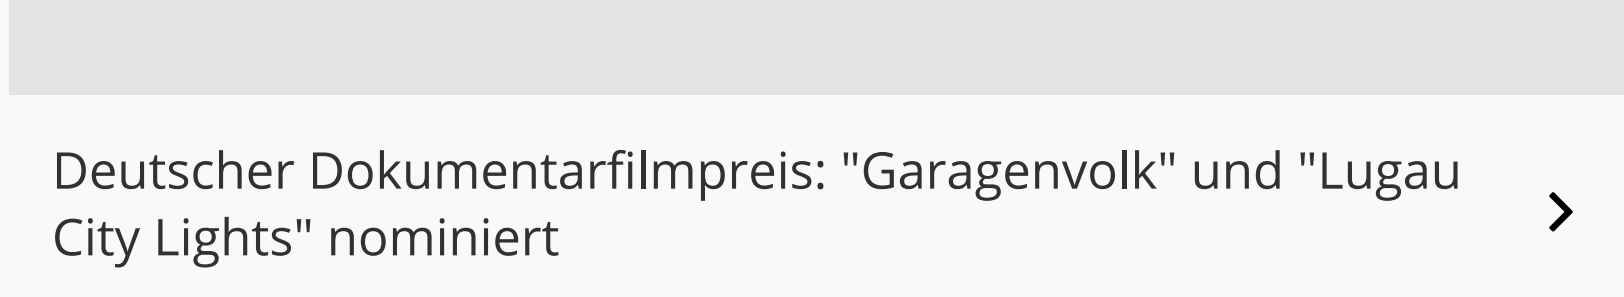 Deutscher Dokumentarfilmpreis: "Garagenvolk" und "Lugau
City Lights" nominiert